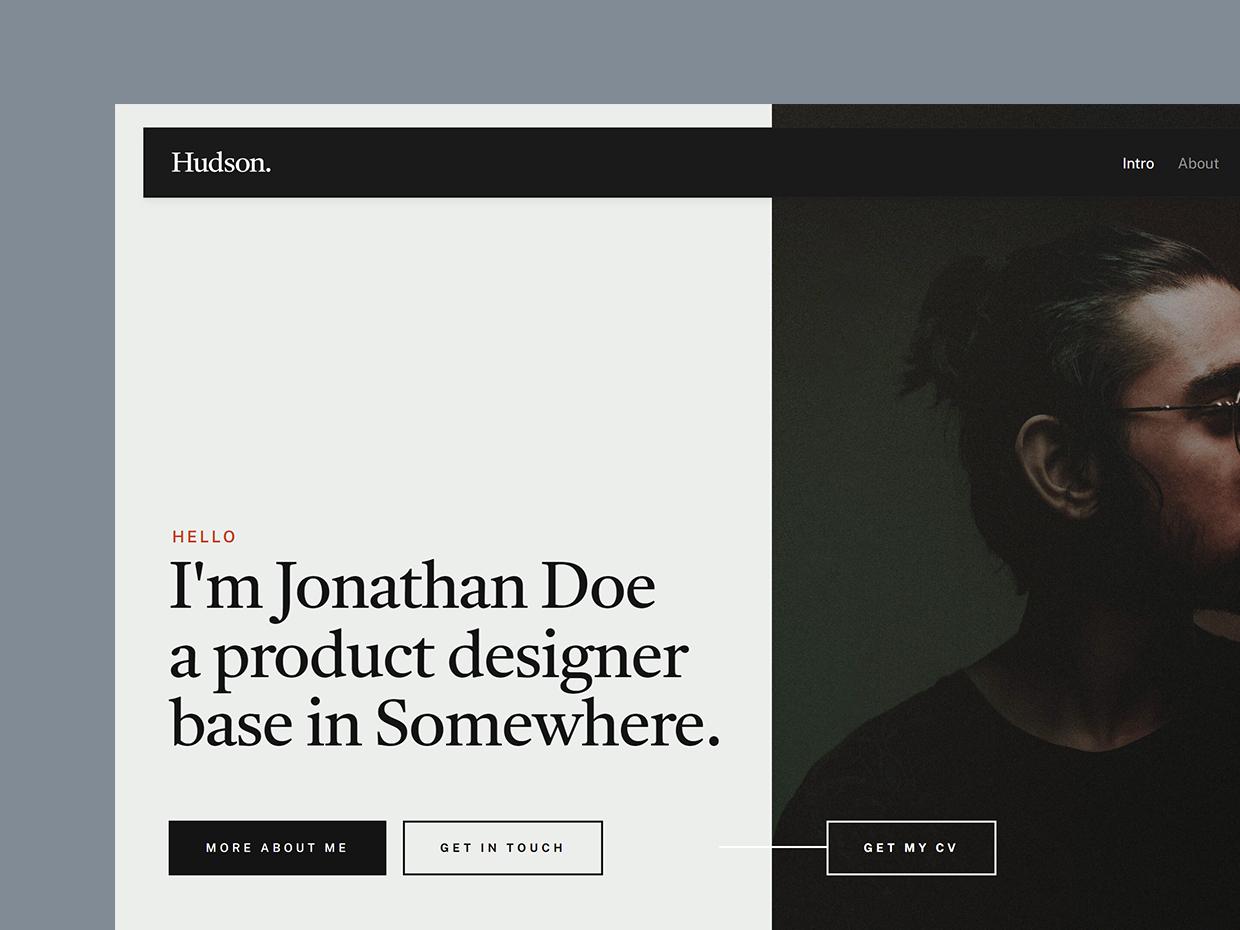 Hudson.
Intro About
HELLO
I'm Jonathan Doe
a product designer
base in Somewhere.
MORE ABOUT ME
GET IN TOUCH
GET MY CV